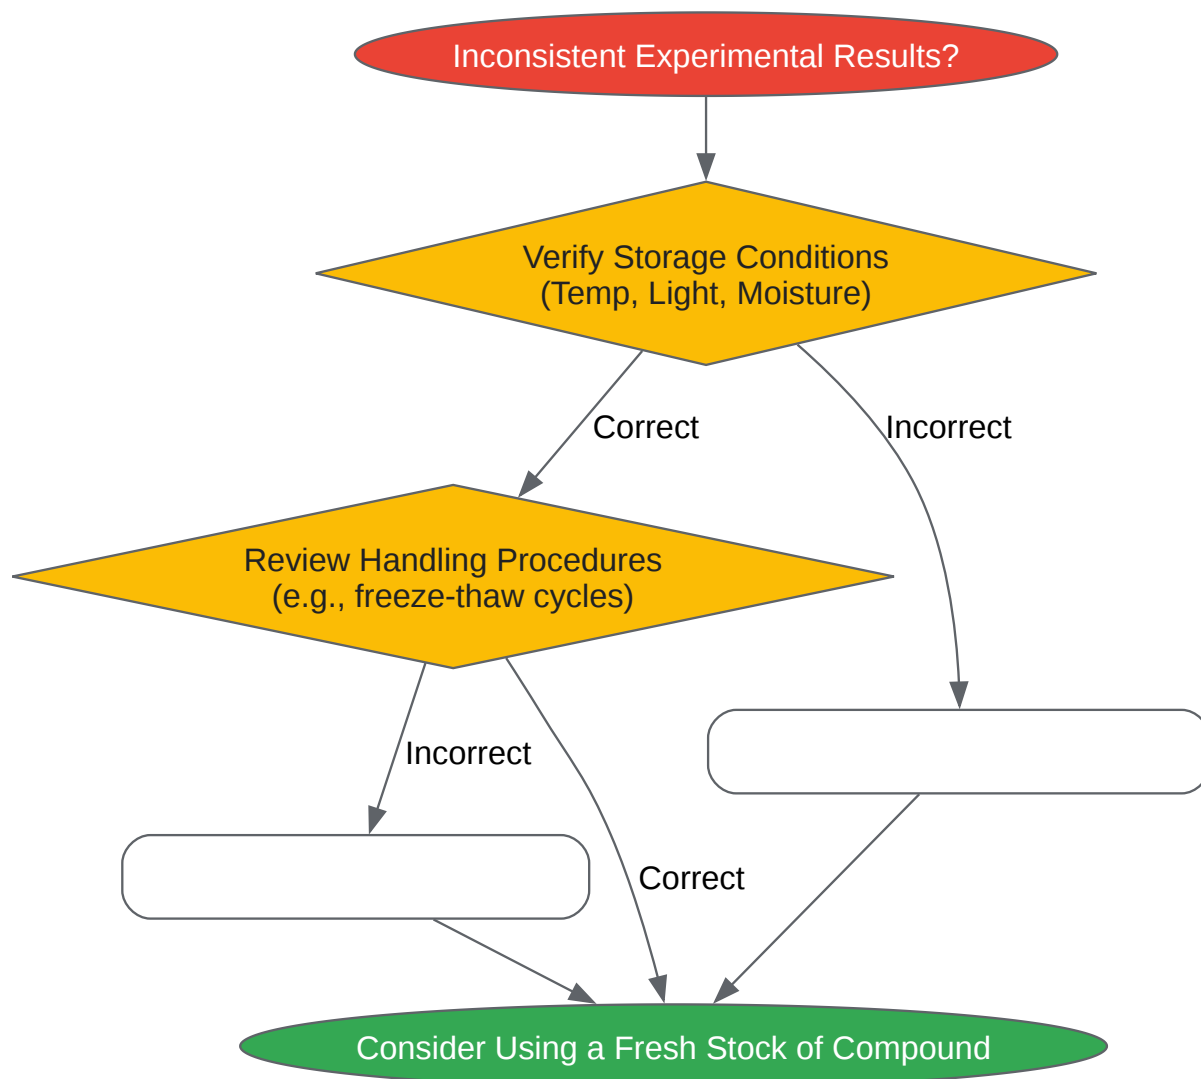 Inconsistent Experimental Results?
Verify Storage Conditions
(Temp, Light, Moisture)
Correct
Incorrect
Review Handling Procedures
(e.g., freeze-thaw cycles)
Incorrect
Correct
Consider Using a Fresh Stock of Compound